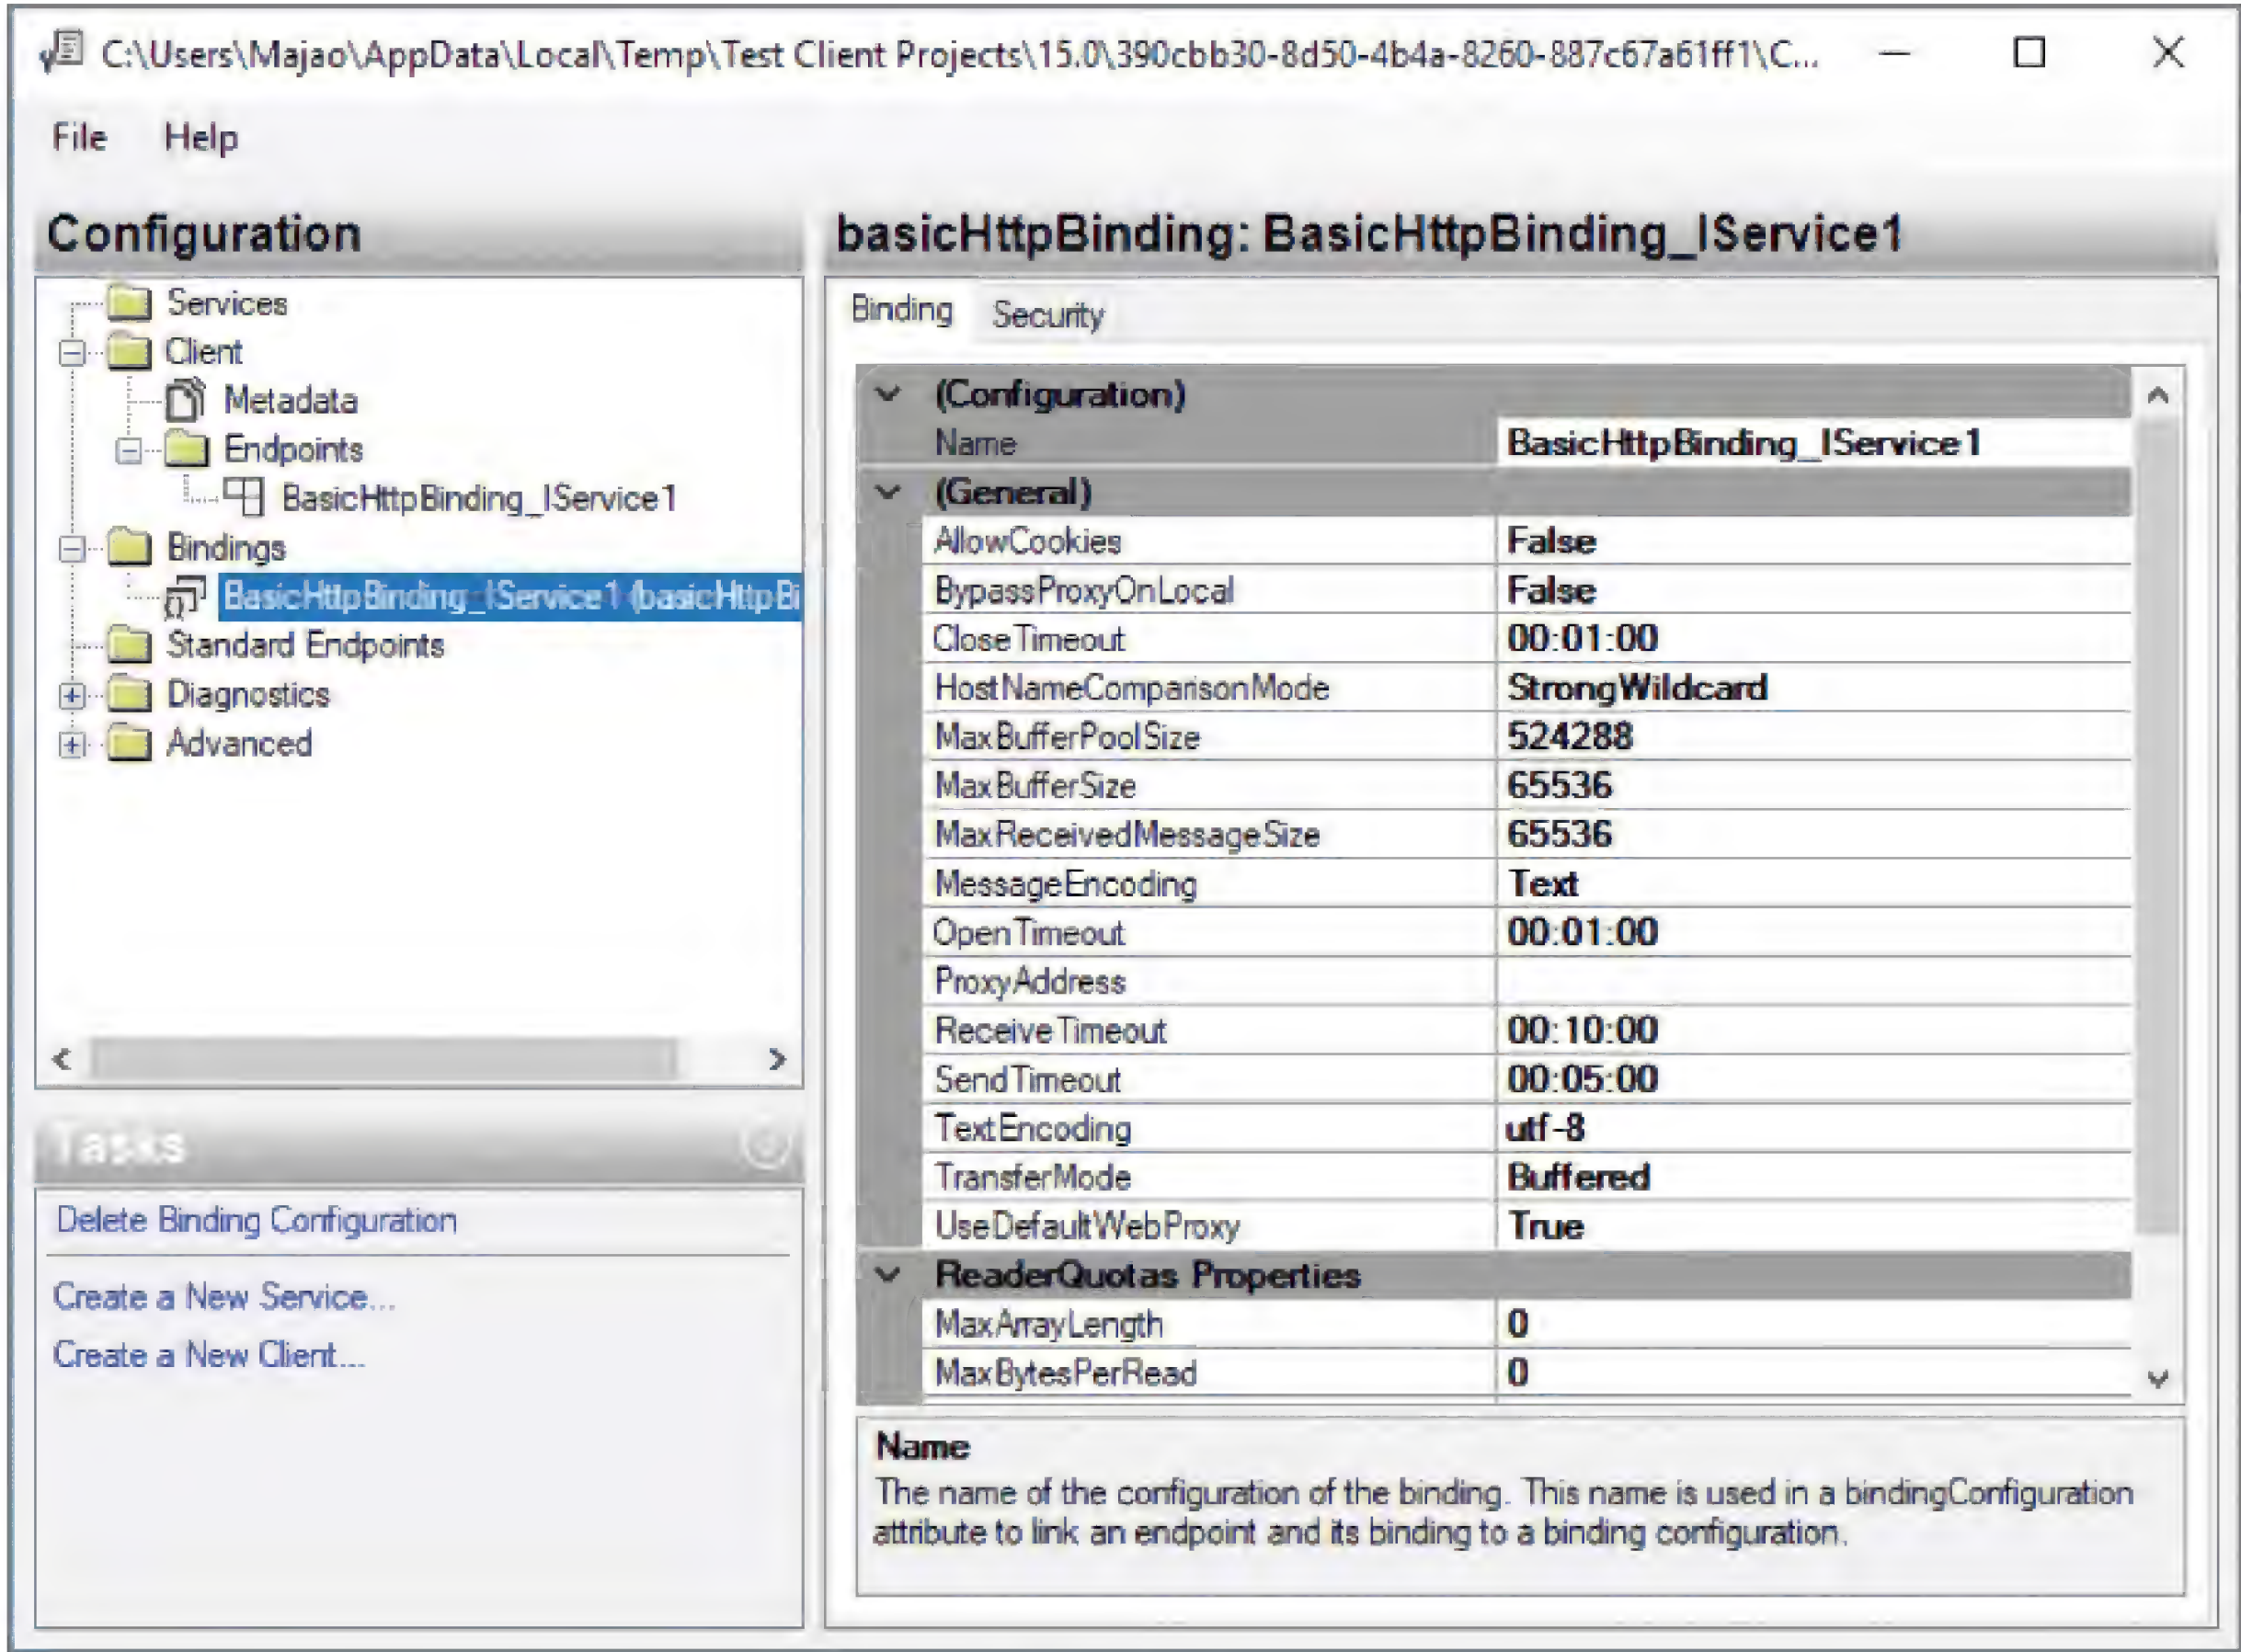 C:\Users\Majao\AppData\Local\Temp\Test Client Projects\15.0\390cbb30-8d50-4b4a-8260-887c67a61ff1\C...
File Help
Configuration
Services
Client
Metadata
Endpoints
BasicHttpBinding_IService1
Bindings
BasicHttpBinding_IService1 (basicHttpBi
Standard Endpoints
Diagnostics
Advanced
Tasks
Delete Binding Configuration
Create a New Service...
Create a New Client...
basicHttpBinding: BasicHttpBinding_IService1
Binding Security
(Configuration)
Name BasicHttpBinding_IService1
(General)
AllowCookies False
BypassProxyOnLocal False
CloseTimeout 00:01:00
HostNameComparisonMode StrongWildcard
MaxBufferPoolSize 524288
MaxBufferSize 65536
MaxReceivedMessageSize 65536
MessageEncoding Text
OpenTimeout 00:01:00
ProxyAddress
ReceiveTimeout 00:10:00
SendTimeout 00:05:00
TextEncoding utf-8
TransferMode Buffered
UseDefaultWebProxy True
ReaderQuotas Properties
MaxArrayLength 0
MaxBytesPerRead 0
Name
The name of the configuration of the binding. This name is used in a bindingConfiguration
attribute to link an endpoint and its binding to a binding configuration.